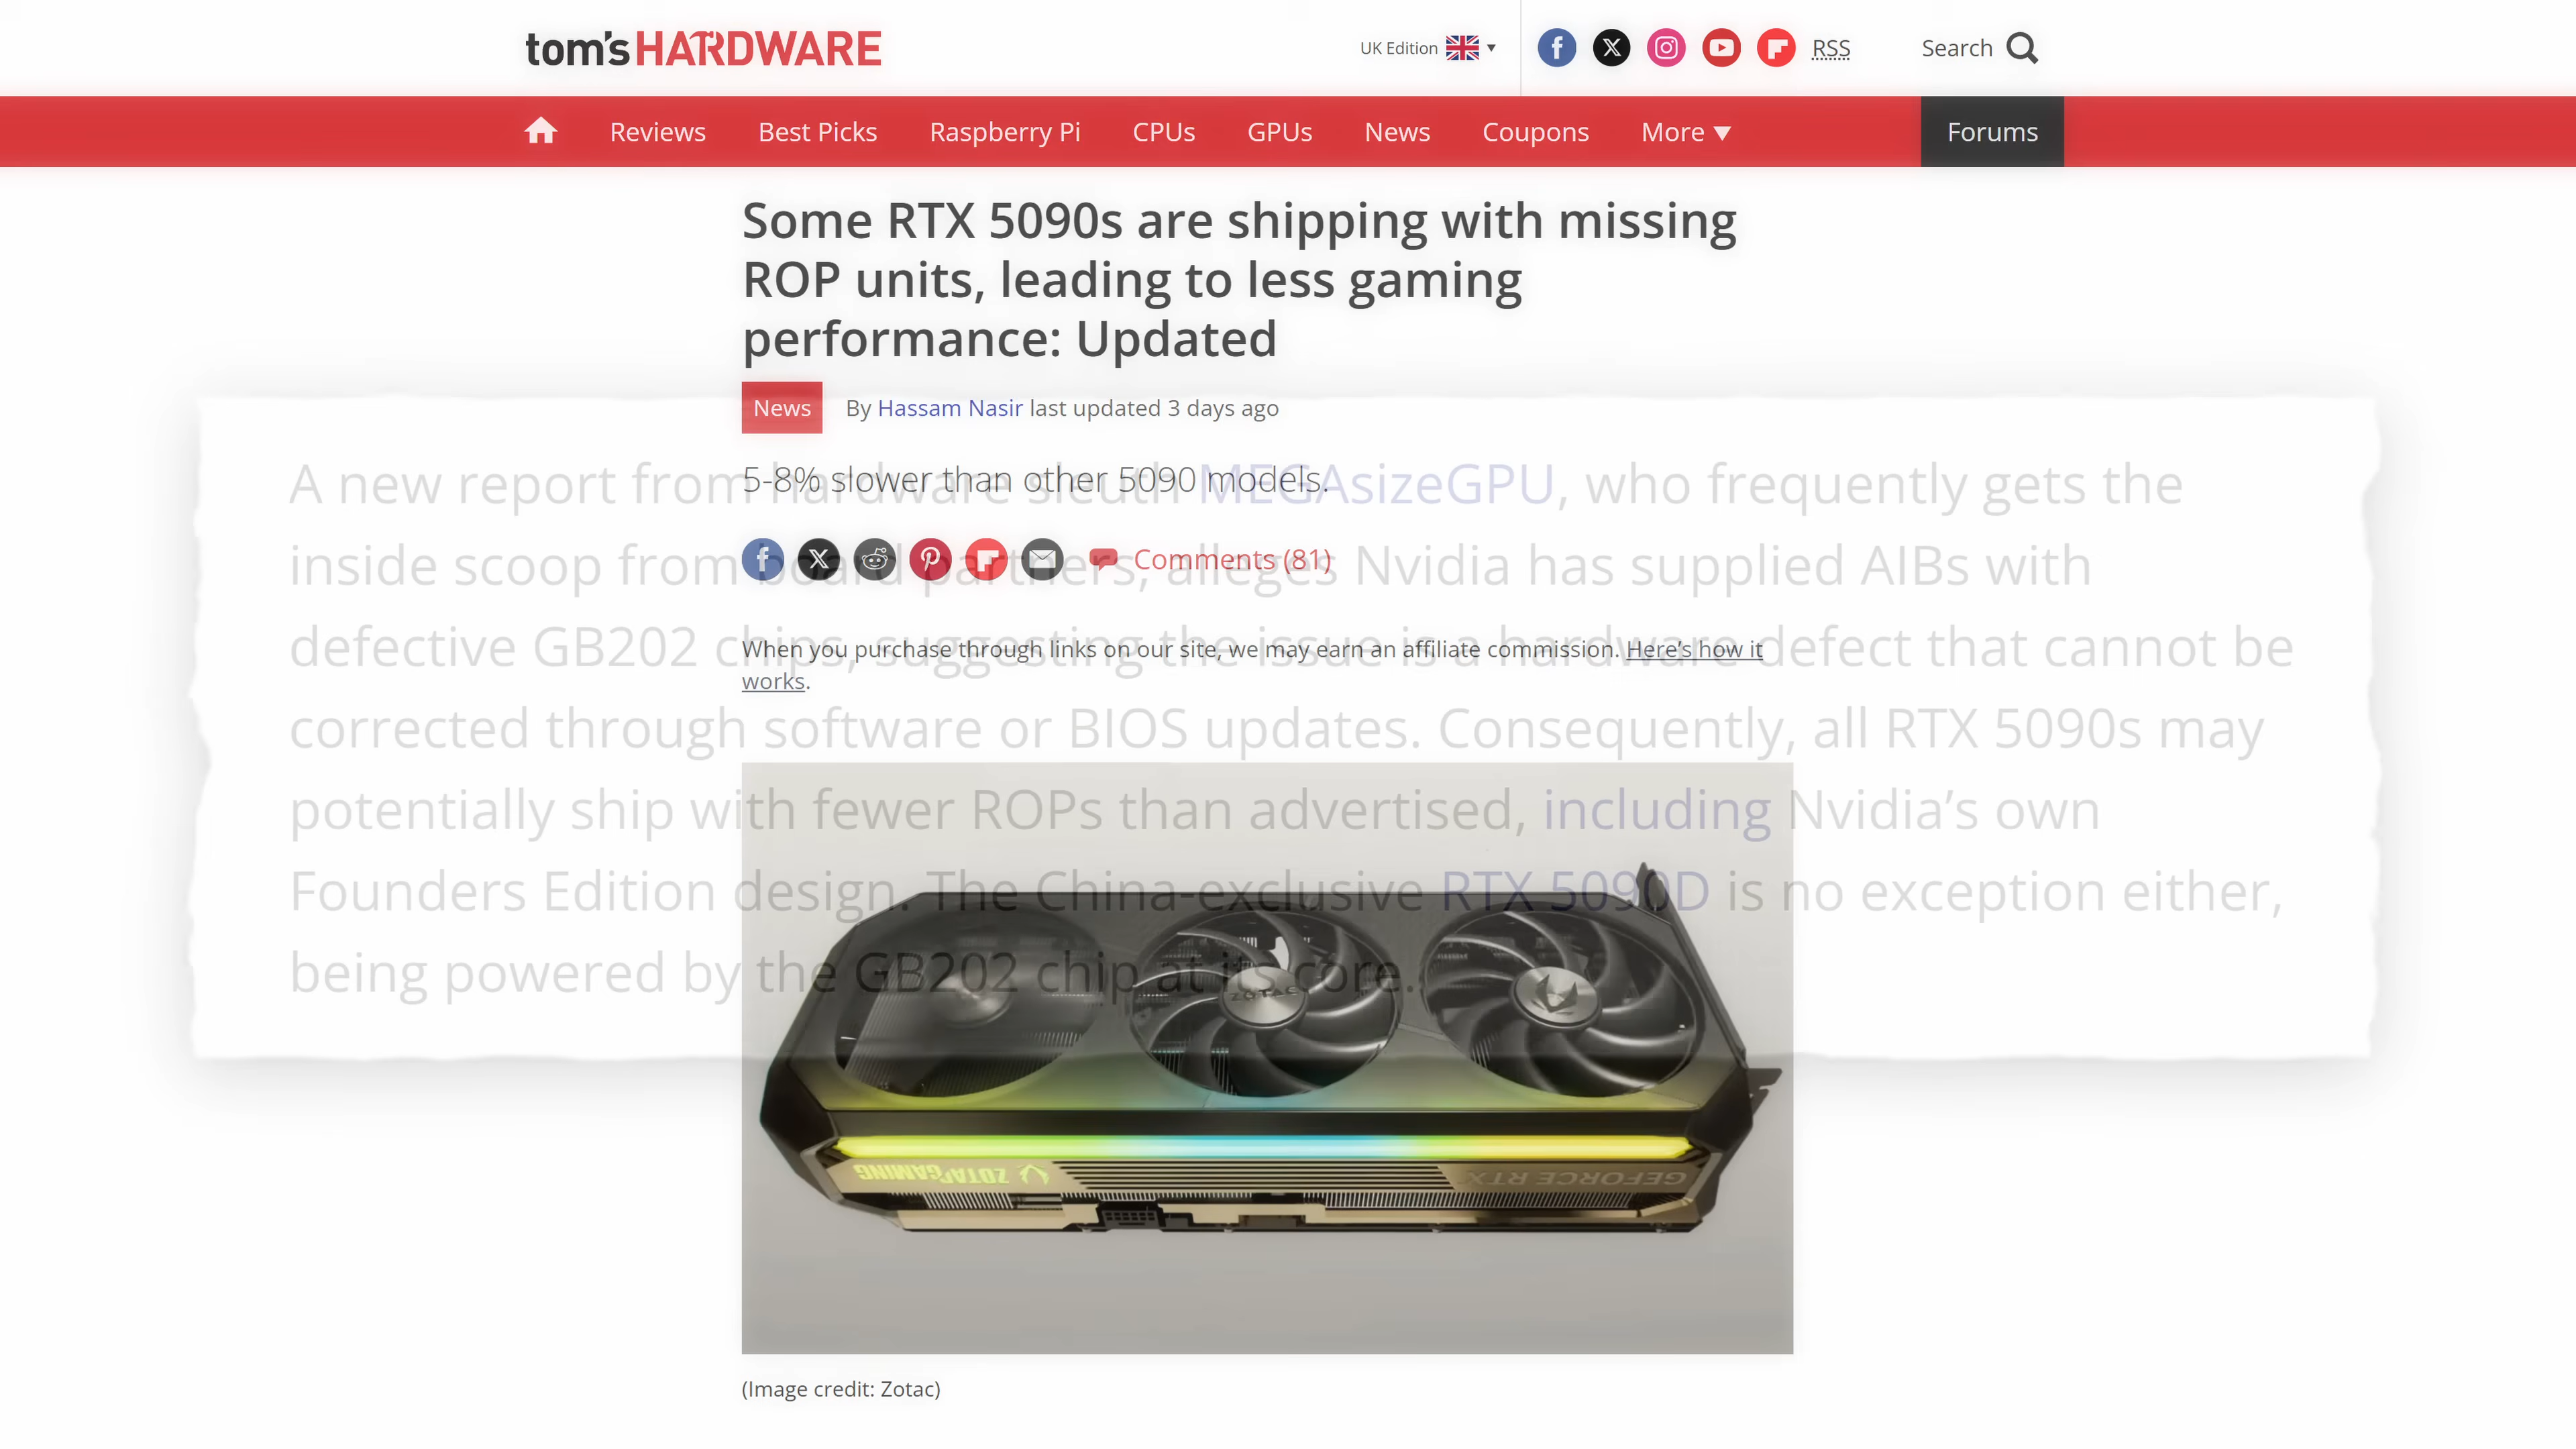 tom's HARDWARE
UK Edition
RSS
Search
Reviews
Best Picks
Raspberry Pi
CPUs
GPUs
News
Coupons
More
Forums
Some RTX 5090s are shipping with missing
ROP units, leading to less gaming
performance: Updated
News
By Hassam Nasir last updated 3 days ago
5-8% slower than other 5090 models.
Comments (81)
When you purchase through links on our site, we may earn an affiliate commission. Here's how it
works.
A new report from hardware sleuth MEGAsizeGPU, who frequently gets the
inside scoop from board partners, alleges Nvidia has supplied AIBs with
defective GB202 chips, suggesting the issue is a hardware defect that cannot be
corrected through software or BIOS updates. Consequently, all RTX 5090s may
potentially ship with fewer ROPs than advertised, including Nvidia’s own
Founders Edition design. The China-exclusive RTX 5090D is no exception either,
being powered by the GB202 chip at its core.
ZOTAC
ZOTAC GAMING
GEFORCE RTX
(Image credit: Zotac)